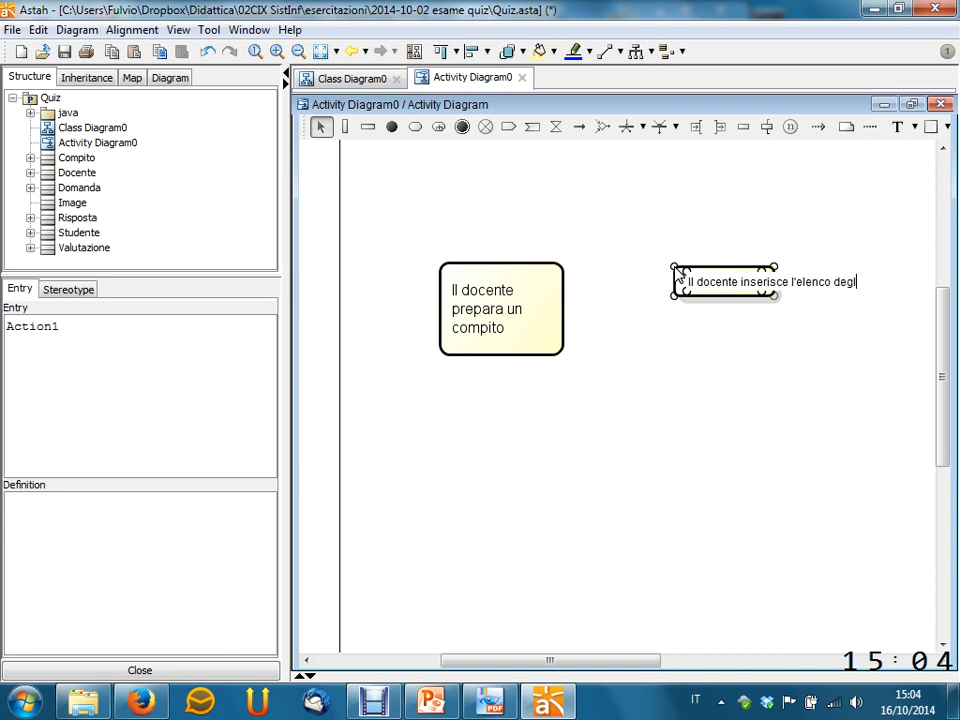 Astah - [C:\Users\Fulvio\Dropbox\Didattica\02CIX SistInf\esercitazioni\2014-10-02 esame quiz\Quiz.asta] (*)
File Edit Diagram Alignment View Tool Window Help
1
Structure Inheritance Map Diagram
Class Diagram0 Activity Diagram0
Quiz
java
Class Diagram0
Activity Diagram0
Compito
Docente
Domanda
Image
Risposta
Studente
Valutazione
Activity Diagram0 / Activity Diagram
T
Il docente
prepara un
compito
Il docente inserisce l'elenco degl
Entry Stereotype
Entry
Action1
Definition
Close
15:04
IT
15:04
16/10/2014